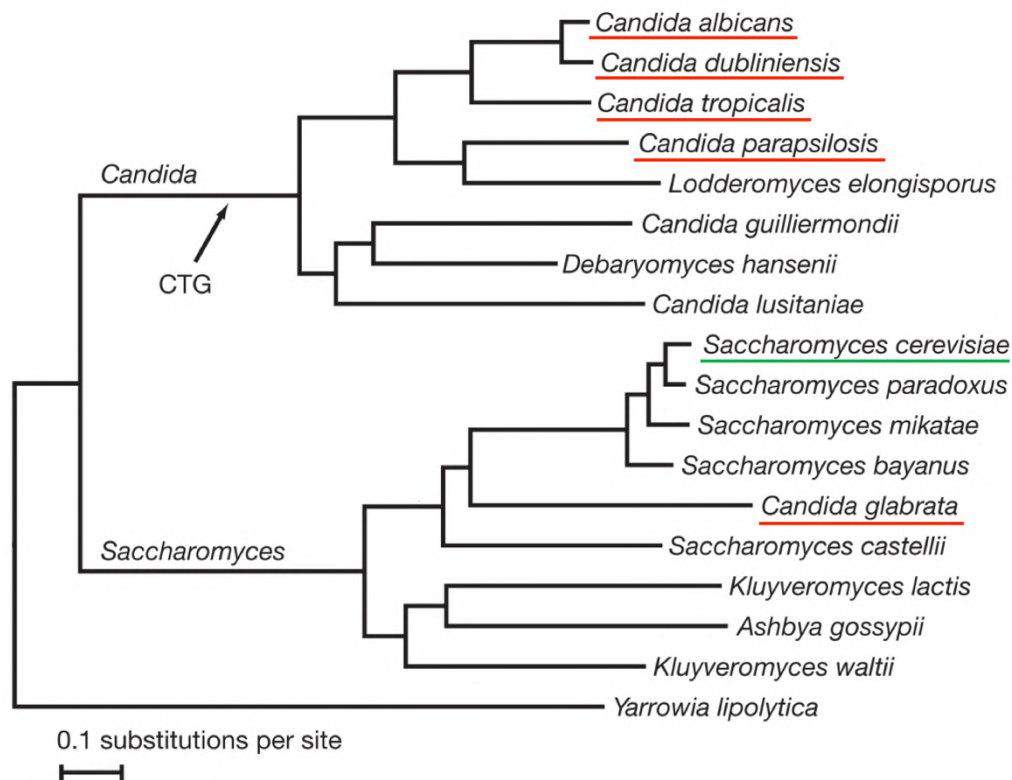 Candida albicans
Candida dubliniensis
Candida tropicalis
Candida parapsilosis
Candida
Lodderomyces elongisporus
Candida guilliermondii
CTG
Debaryomyces hansenii
Candida lusitaniae
Saccharomyces cerevisiae
Saccharomyces paradoxus
Saccharomyces mikatae
Saccharomyces bayanus
Candida glabrata
Saccharomyces
Saccharomyces castellii
Kluyveromyces lactis
Ashbya gossypii
Kluyveromyces waltii
Yarrowia lipolytica
0.1 substitutions per site